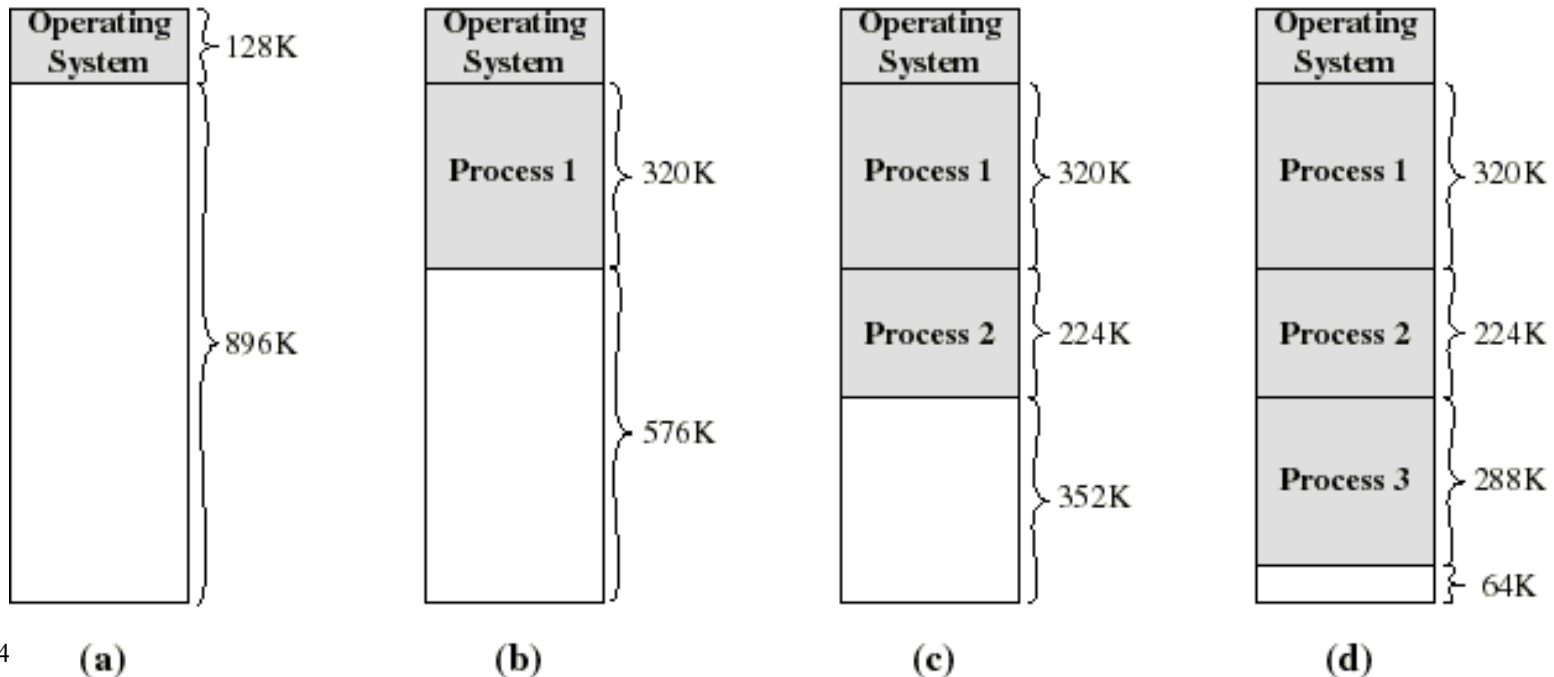 Operating
System
128K
896K
(a)
Operating
System
Process 1
320K
576K
(b)
Operating
System
Process 1
320K
Process 2
224K
352K
(c)
Operating
System
Process 1
320K
Process 2
224K
Process 3
288K
64K
(d)
4